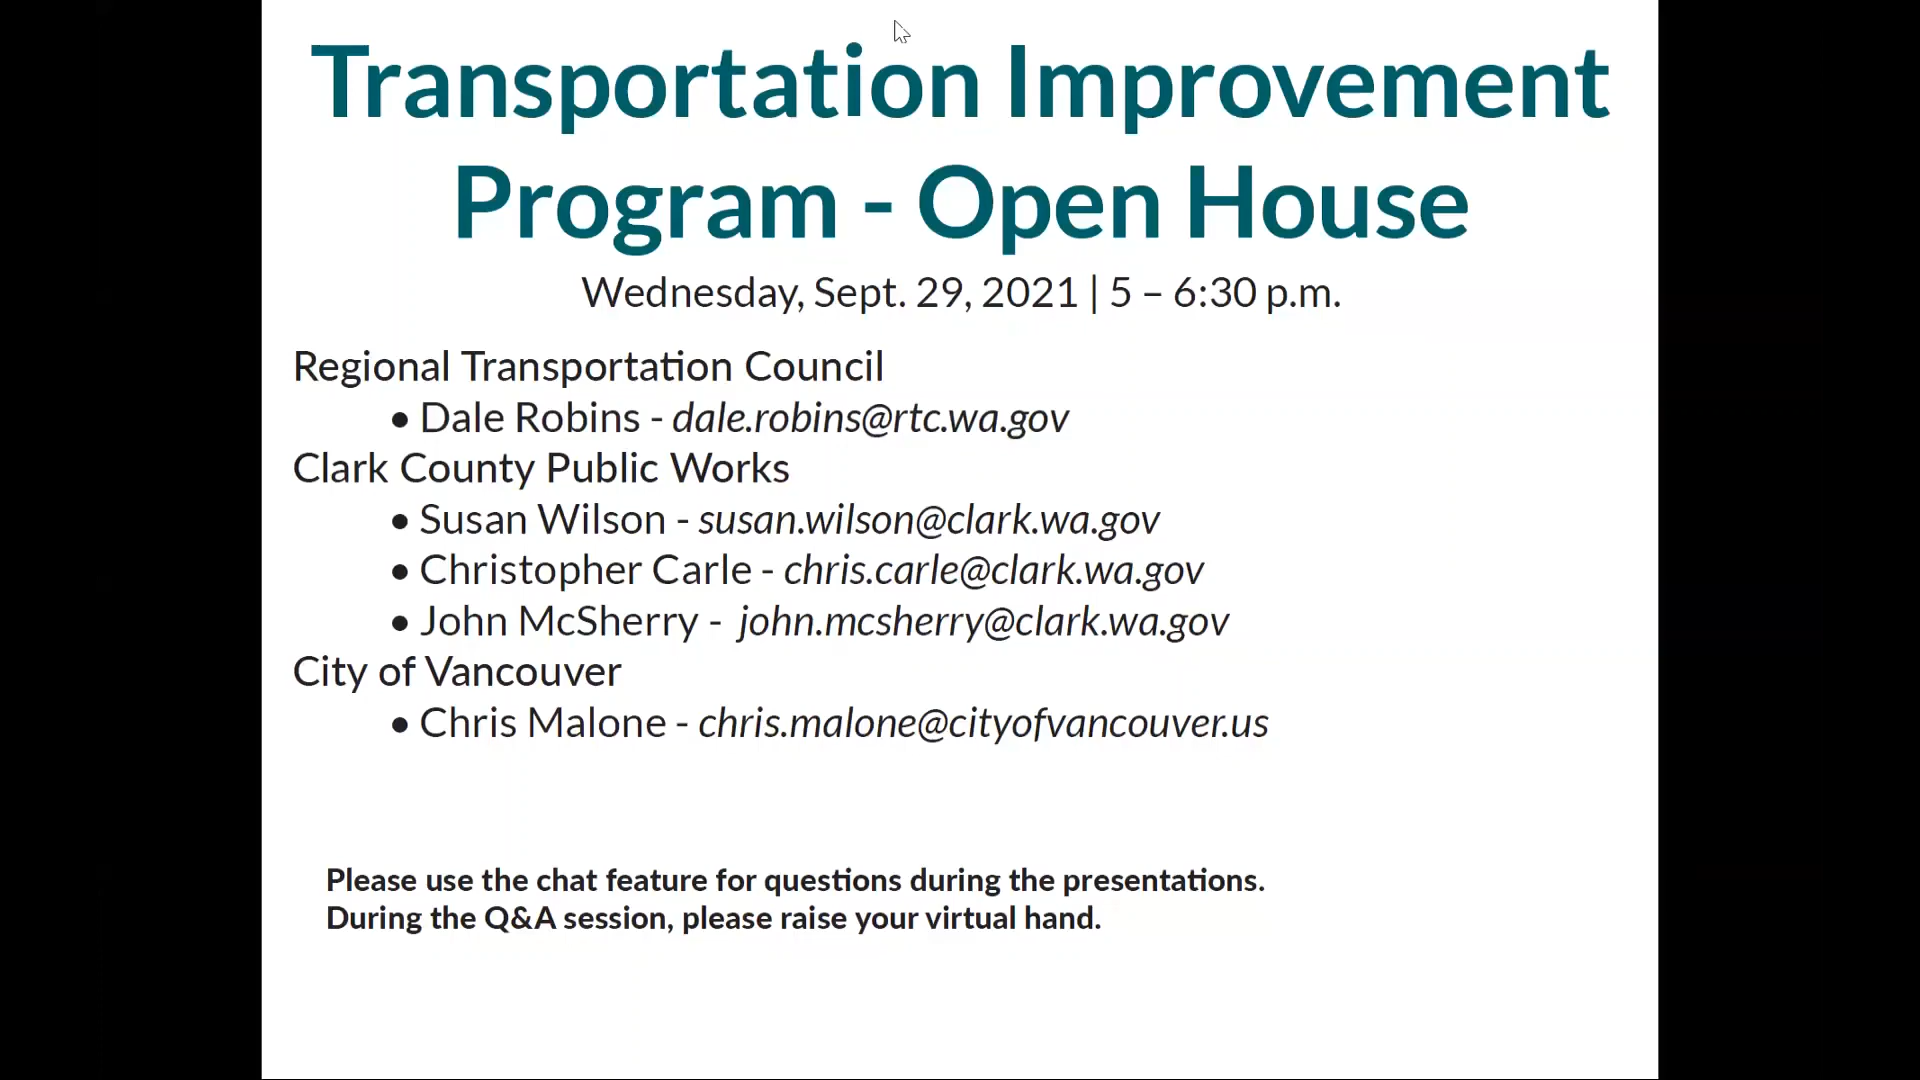 Transportation Improvement
Program - Open House
Wednesday, Sept. 29, 2021 | 5 – 6:30 p.m.
Regional Transportation Council
• Dale Robins - dale.robins@rtc.wa.gov
Clark County Public Works
• Susan Wilson - susan.wilson@clark.wa.gov
• Christopher Carle - chris.carle@clark.wa.gov
• John McSherry - john.mcsherry@clark.wa.gov
City of Vancouver
• Chris Malone - chris.malone@cityofvancouver.us
Please use the chat feature for questions during the presentations.
During the Q&A session, please raise your virtual hand.